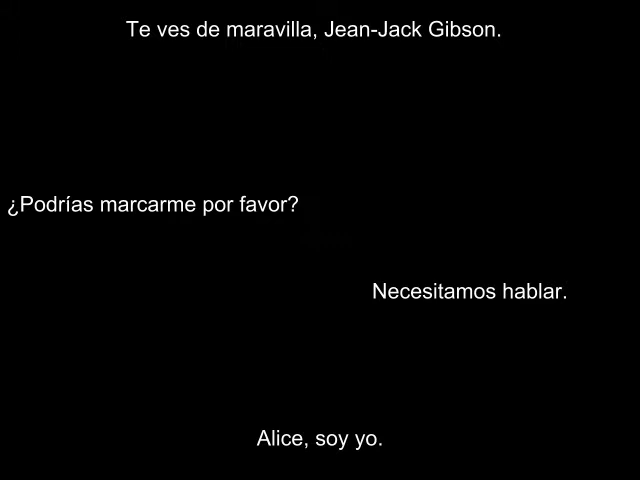 Te ves de maravilla, Jean-Jack Gibson.
¿Podrías marcarme por favor?
Necesitamos hablar.
Alice, soy yo.